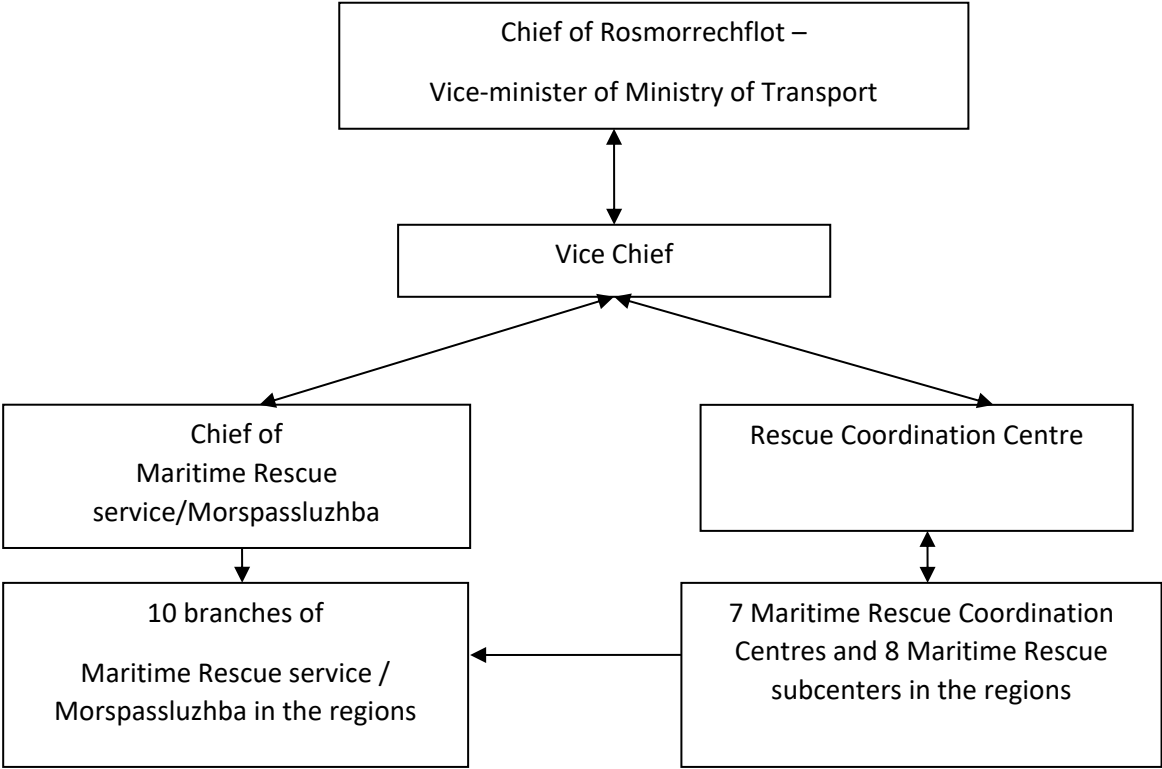 Chief of Rosmorrechflot –
Vice-minister of Ministry of Transport
Vice Chief
Chief of
Maritime Rescue
service/Morspassluzhba
Rescue Coordination Centre
10 branches of
Maritime Rescue service /
Morspassluzhba in the regions
7 Maritime Rescue Coordination
Centres and 8 Maritime Rescue
subcenters in the regions